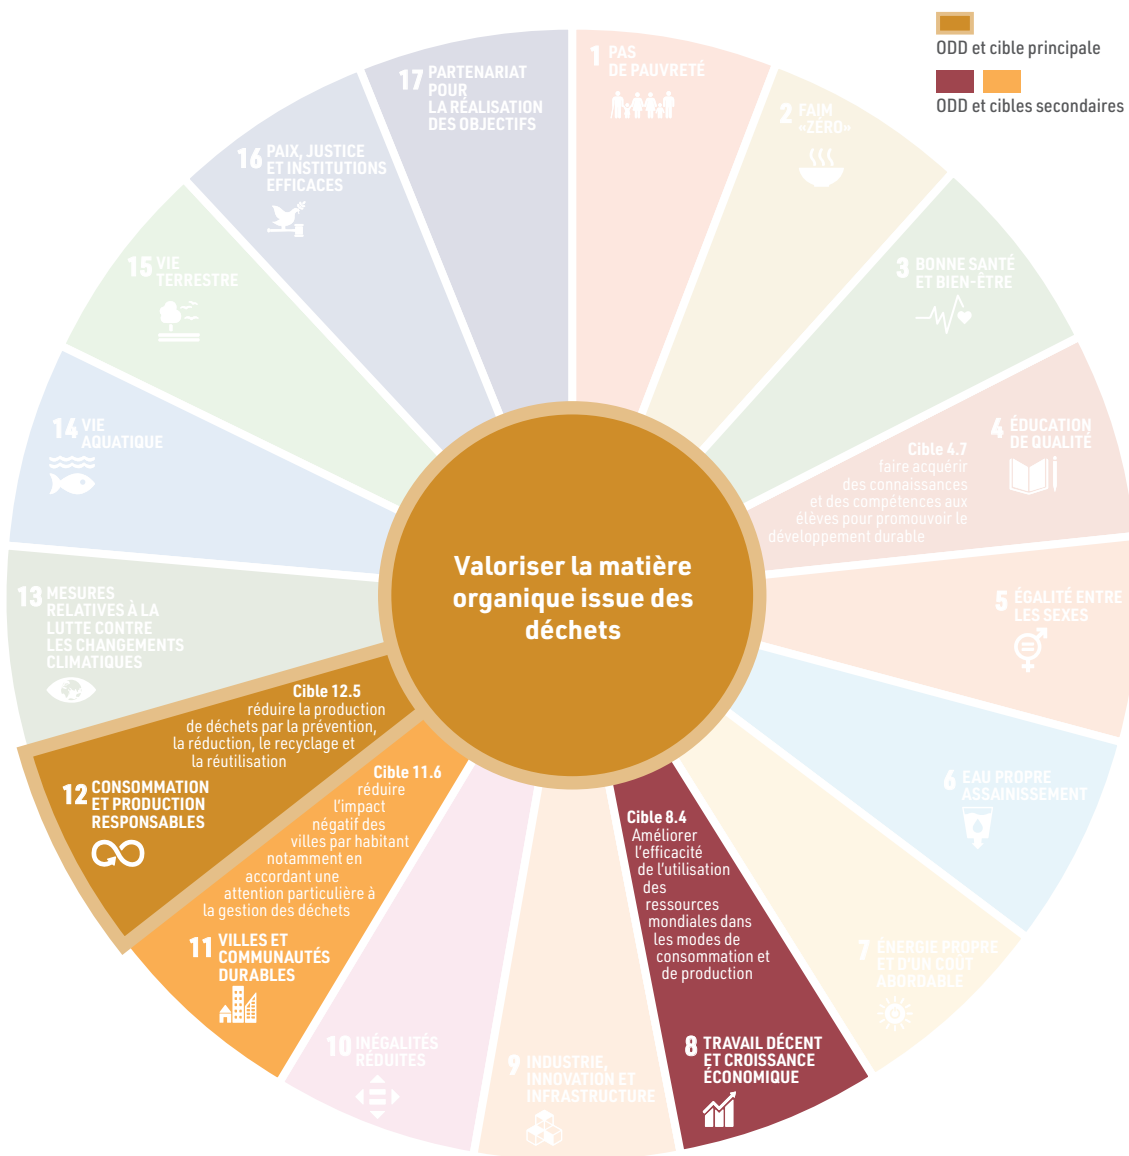 ODD et cible principale
ODD et cibles secondaires
1 PAS
DE PAUVRETÉ
2 FAIM
«ZÉRO»
3 BONNE SANTÉ
ET BIEN-ÊTRE
4 ÉDUCATION
DE QUALITÉ
Cible 4.7
faire acquérir
des connaissances
et des compétences aux
élèves pour promouvoir le
développement durable
5 ÉGALITÉ ENTRE
LES SEXES
6 EAU PROPRE
ASSAINISSEMENT
7 ÉNERGIE PROPRE
ET D'UN COÛT
ABORDABLE
Cible 8.4
Améliorer
l'efficacité
de l'utilisation
des
ressources
mondiales dans
les modes de
consommation et
de production
8 TRAVAIL DÉCENT
ET CROISSANCE
ÉCONOMIQUE
9 INDUSTRIE,
INNOVATION ET
INFRASTRUCTURE
10 INÉGALITÉS
RÉDUITES
Cible 11.6
réduire
l'impact
négatif des
villes par habitant
notamment en
accordant une
attention particulière à
la gestion des déchets
11 VILLES ET
COMMUNAUTÉS
DURABLES
Cible 12.5
réduire la production
de déchets par la prévention,
la réduction, le recyclage et
la réutilisation
12 CONSOMMATION
ET PRODUCTION
RESPONSABLES
13 MESURES
RELATIVES À LA
LUTTE CONTRE
LES CHANGEMENTS
CLIMATIQUES
14 VIE
AQUATIQUE
15 VIE
TERRESTRE
16 PAIX, JUSTICE
ET INSTITUTIONS
EFFICACES
17 PARTENARIAT
POUR
LA RÉALISATION
DES OBJECTIFS
Valoriser la matière
organique issue des
déchets